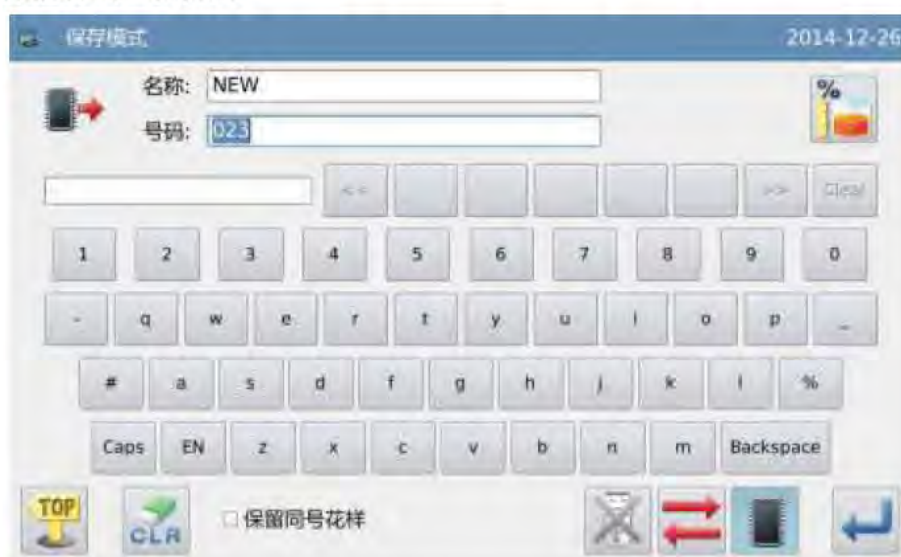 保存模式 2014-12-26
名称: NEW %
号码: 023
<< >> Clear
1 2 3 4 5 6 7 8 9 0
- q w e r t y u i o p _
# a s d f g h j k l %
Caps EN z x c v b n m Backspace
TOP CLR 保留同号花样